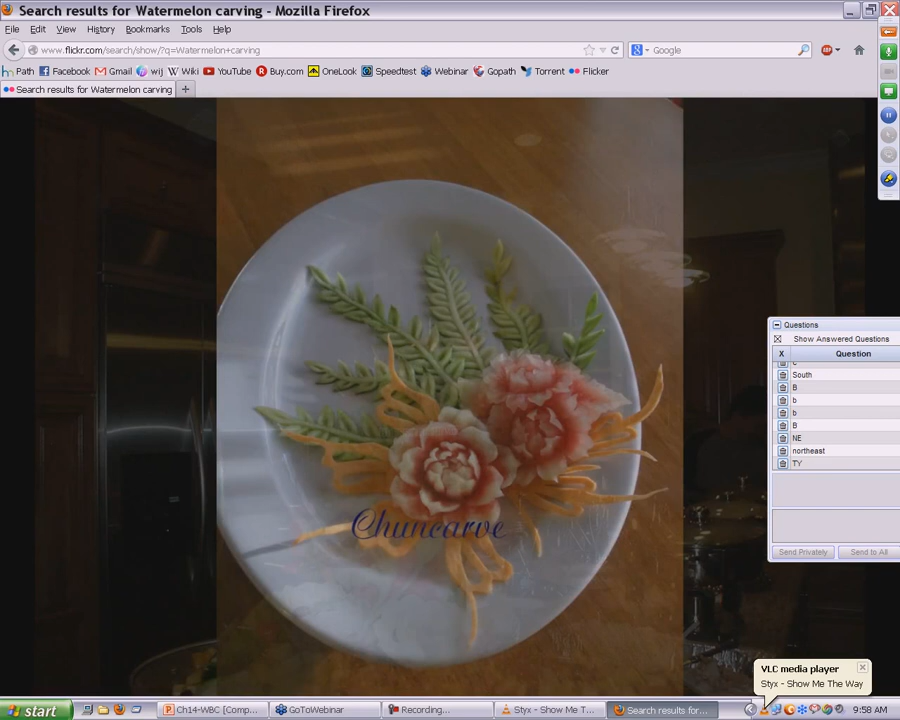 Search results for Watermelon carving - Mozilla Firefox
File Edit View History Bookmarks Tools Help
www.flickr.com/search/show/?q=Watermelon+carving
Google
Path Facebook Gmail wij Wiki YouTube Buy.com OneLook Speedtest Webinar Gopath Torrent Flicker
Search results for Watermelon carving
Questions
Show Answered Questions
X Question
South
B
b
b
B
NE
northeast
TY
Send Privately Send to All
Chuncarve
VLC media player
Styx - Show Me The Way
start
Ch14-WBC [Comp...
GoToWebinar
Recording...
Styx - Show Me T...
Search results for...
9:58 AM